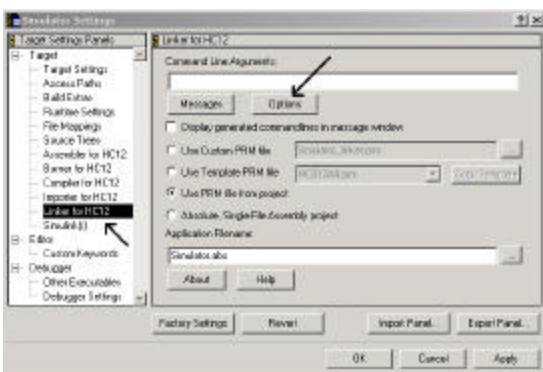 Simulator Settings
Target Settings Panels
Target
Target Settings
Access Paths
Build Extras
Runtime Settings
File Mappings
Source Trees
Assembler for HC12
Burner for HC12
Compiler for HC12
Importer for HC12
Linker for HC12
Simulink(s)
Editor
Custom Keywords
Debugger
Other Executables
Debugger Settings
Linker for HC12
Command Line Arguments:
Messages
Options
Display generated commandlines in message window
Use Custom PRM file
Simulator_linker.prm
Use Template PRM file
Copy Template
Use PRM file from project
Absolute, Single-File Assembly project
Application Filename:
Simulator.abs
...
About
Help
Factory Settings
Revert
Import Panel...
Export Panel...
OK
Cancel
Apply